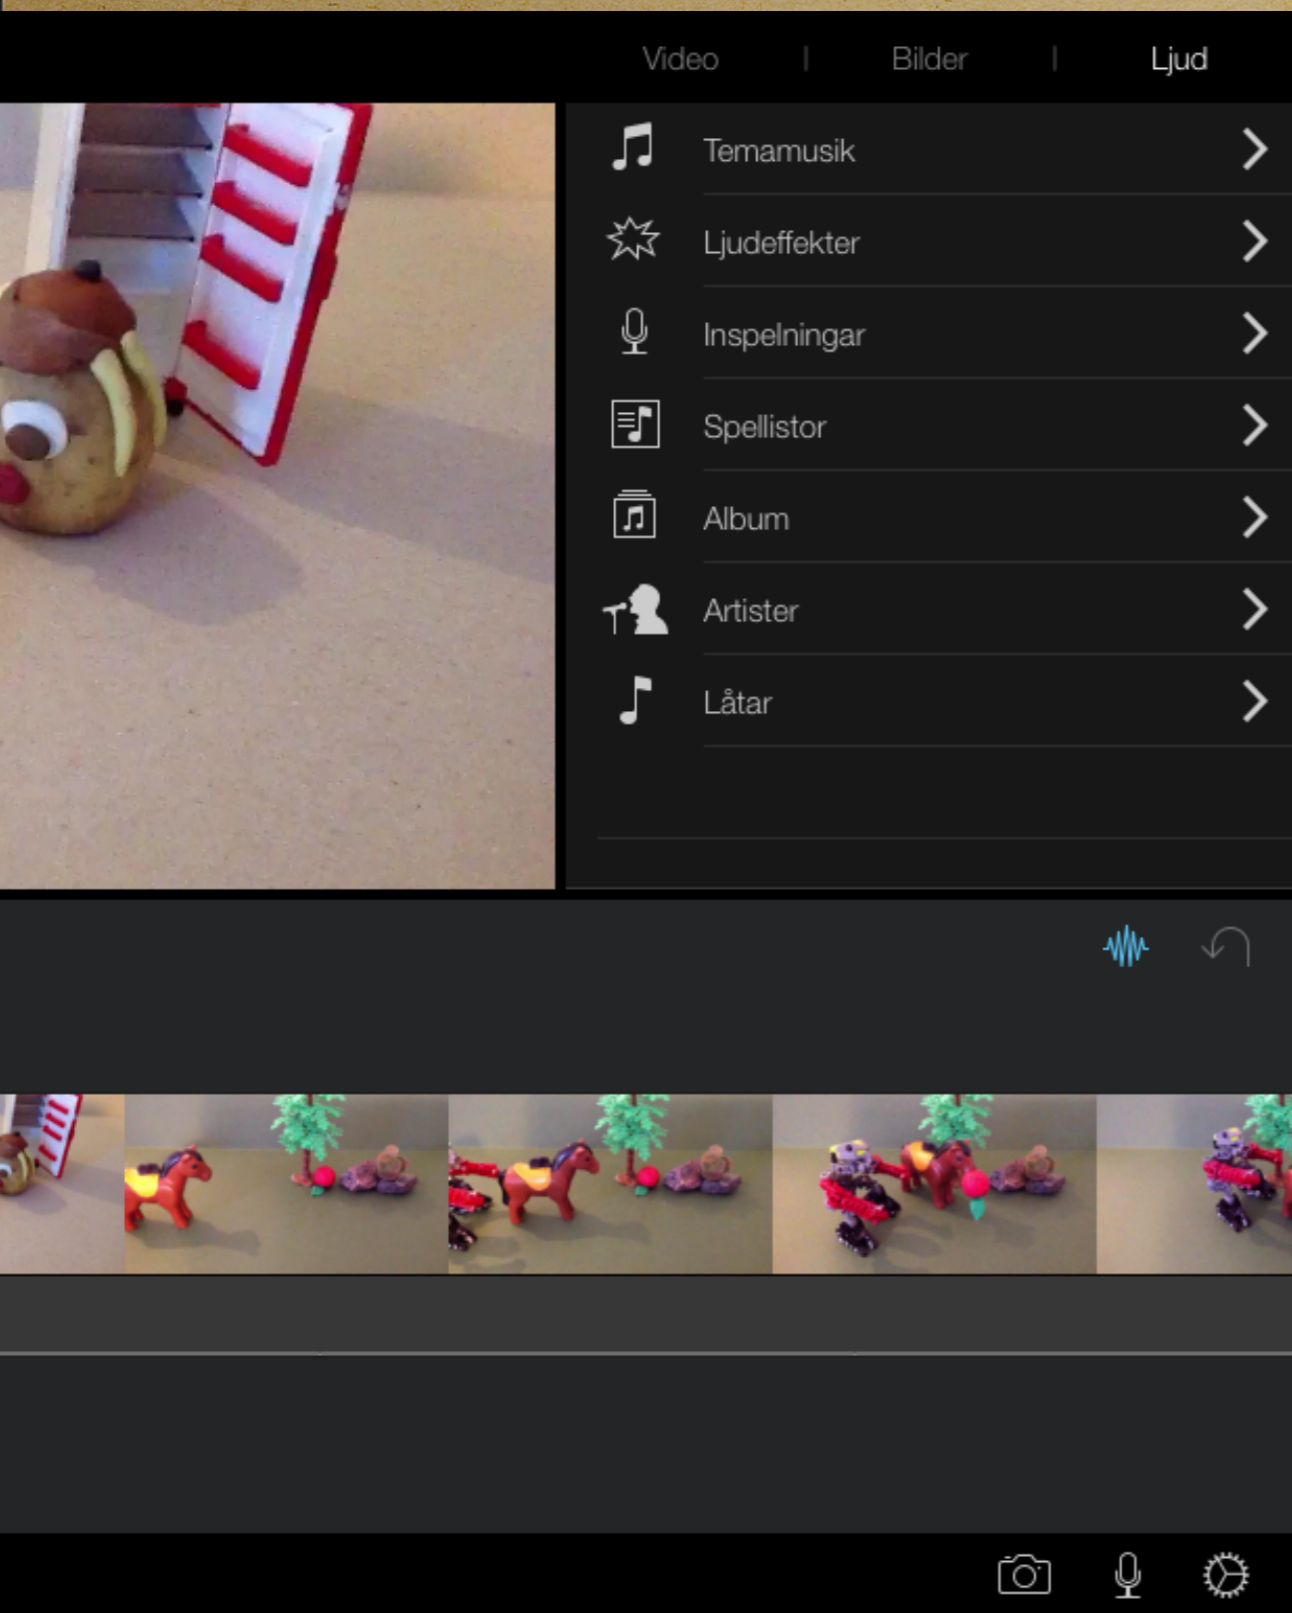 Video | Bilder | Ljud
Temamusik
Ljudeffekter
Inspelningar
Spellistor
Album
Artister
Låtar